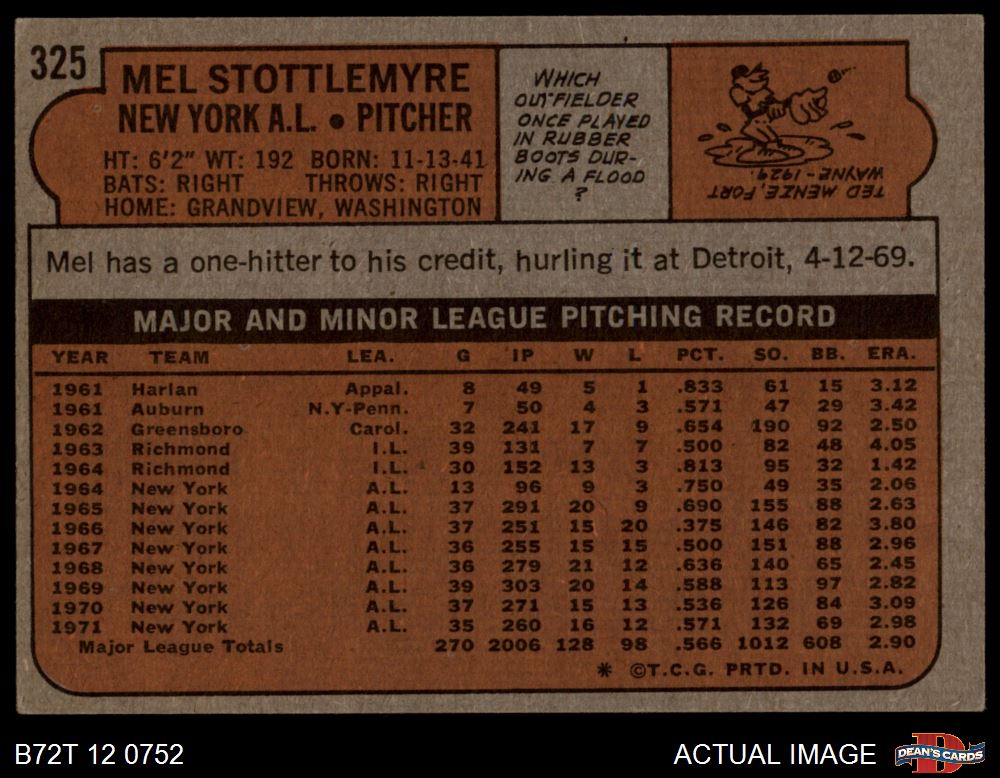 325
MEL STOTTLEMYRE
NEW YORK A.L. • PITCHER
HT: 6'2" WT: 192 BORN: 11-13-41
BATS: RIGHT THROWS: RIGHT
HOME: GRANDVIEW, WASHINGTON
WHICH
OUTFIELDER
ONCE PLAYED
IN RUBBER
BOOTS DUR-
ING A FLOOD
?
TED MENZE, FORT
WAYNE - 1929.
Mel has a one-hitter to his credit, hurling it at Detroit, 4-12-69.
MAJOR AND MINOR LEAGUE PITCHING RECORD
YEAR TEAM LEA. G IP W L PCT. SO. BB. ERA.
1961 Harlan Appal. 8 49 5 1 .833 61 15 3.12
1961 Auburn N.Y-Penn. 7 50 4 3 .571 47 29 3.42
1962 Greensboro Carol. 32 241 17 9 .654 190 92 2.50
1963 Richmond I.L. 39 131 7 7 .500 82 48 4.05
1964 Richmond I.L. 30 152 13 3 .813 95 32 1.42
1964 New York A.L. 13 96 9 3 .750 49 35 2.06
1965 New York A.L. 37 291 20 9 .690 155 88 2.63
1966 New York A.L. 37 251 15 20 .375 146 82 3.80
1967 New York A.L. 36 255 15 15 .500 151 88 2.96
1968 New York A.L. 36 279 21 12 .636 140 65 2.45
1969 New York A.L. 39 303 20 14 .588 113 97 2.82
1970 New York A.L. 37 271 15 13 .536 126 84 3.09
1971 New York A.L. 35 260 16 12 .571 132 69 2.98
Major League Totals 270 2006 128 98 .566 1012 608 2.90
* ©T.C.G. PRTD. IN U.S.A.
B72T 12 0752
ACTUAL IMAGE
DEAN'S CARDS